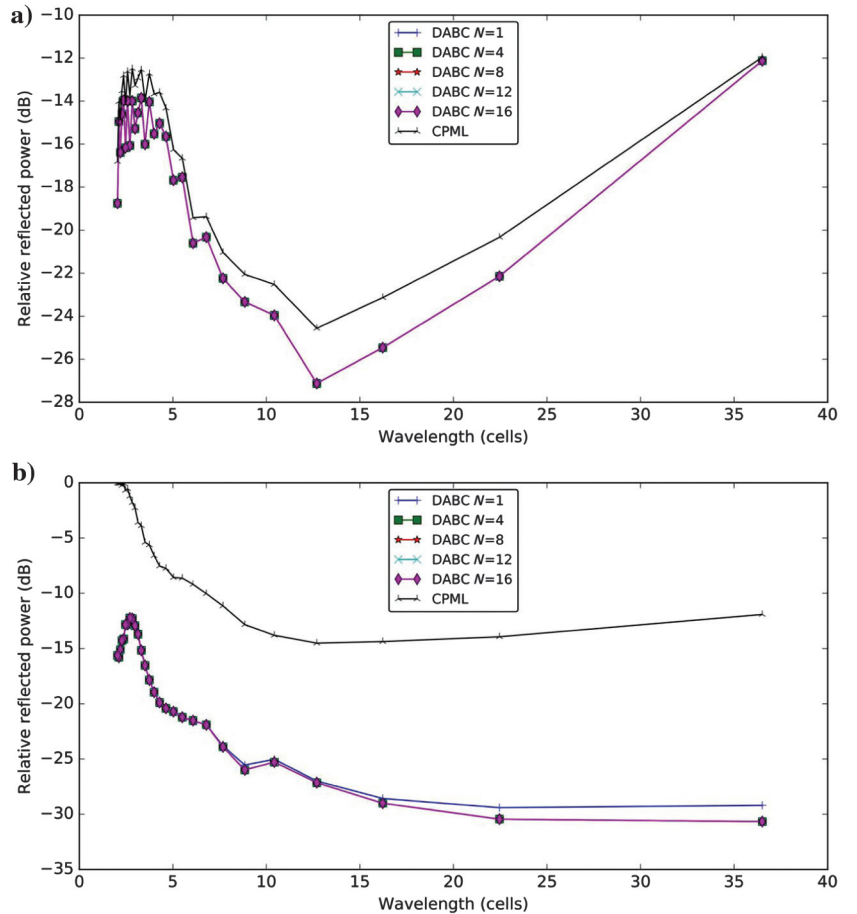 a)
−12
−14
−16
−18
−20
−22
−24
−26
−28
Relative reflected power (dB)
DABC N=1
DABC N=4
DABC N=8
DABC N=12
DABC N=16
CPML
0
5
10
15
20
25
30
35
40
Wavelength (cells)
b)
0
−5
−10
−15
−20
−25
−30
−35
Relative reflected power (dB)
DABC N=1
DABC N=4
DABC N=8
DABC N=12
DABC N=16
CPML
0
5
10
15
20
25
30
35
40
Wavelength (cells)